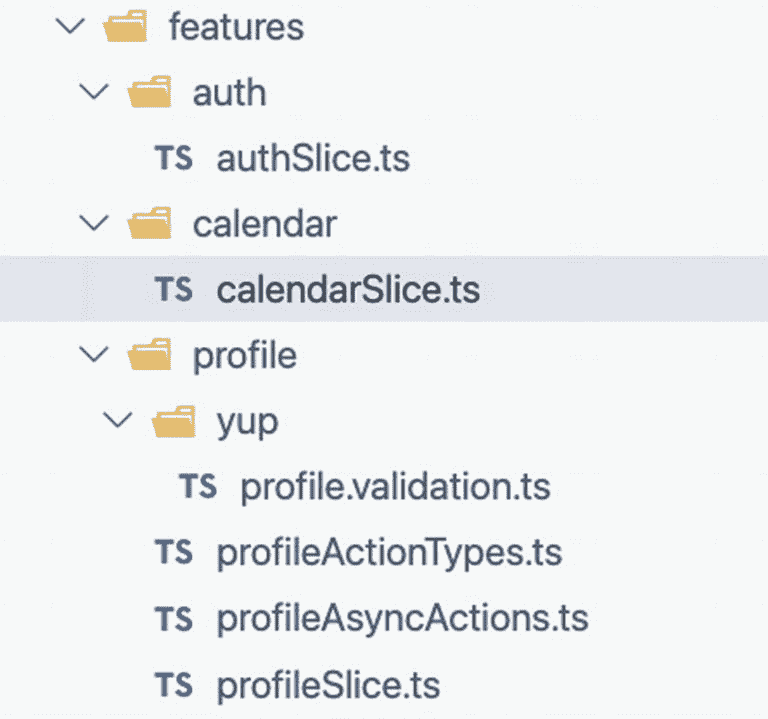 features
auth
TS authSlice.ts
calendar
TS calendarSlice.ts
profile
yup
TS profile.validation.ts
TS profileActionTypes.ts
TS profileAsyncActions.ts
TS profileSlice.ts